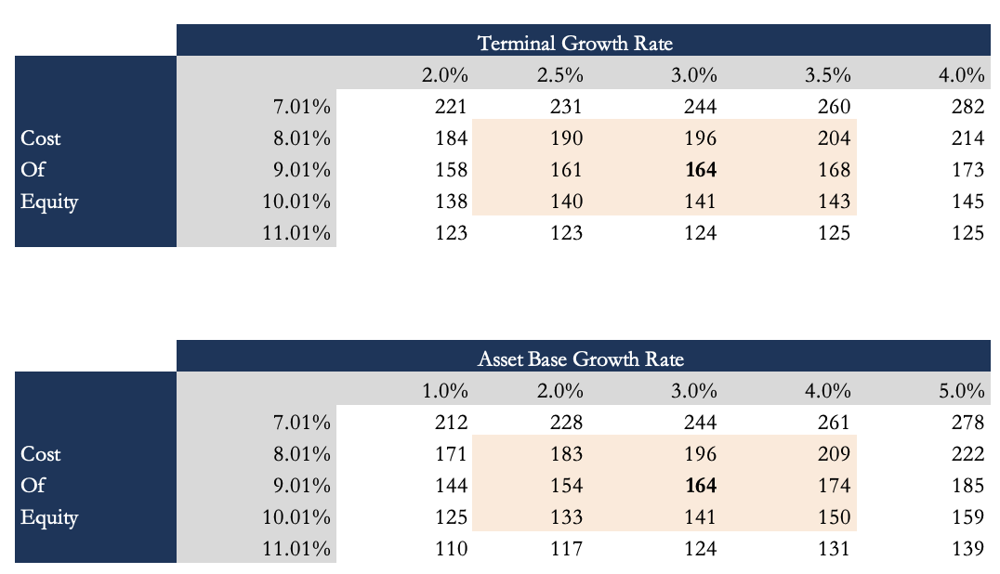 Terminal Growth Rate
2.0% 2.5% 3.0% 3.5% 4.0%
7.01% 221 231 244 260 282
Cost 8.01% 184 190 196 204 214
Of 9.01% 158 161 164 168 173
Equity 10.01% 138 140 141 143 145
11.01% 123 123 124 125 125
Asset Base Growth Rate
1.0% 2.0% 3.0% 4.0% 5.0%
7.01% 212 228 244 261 278
Cost 8.01% 171 183 196 209 222
Of 9.01% 144 154 164 174 185
Equity 10.01% 125 133 141 150 159
11.01% 110 117 124 131 139